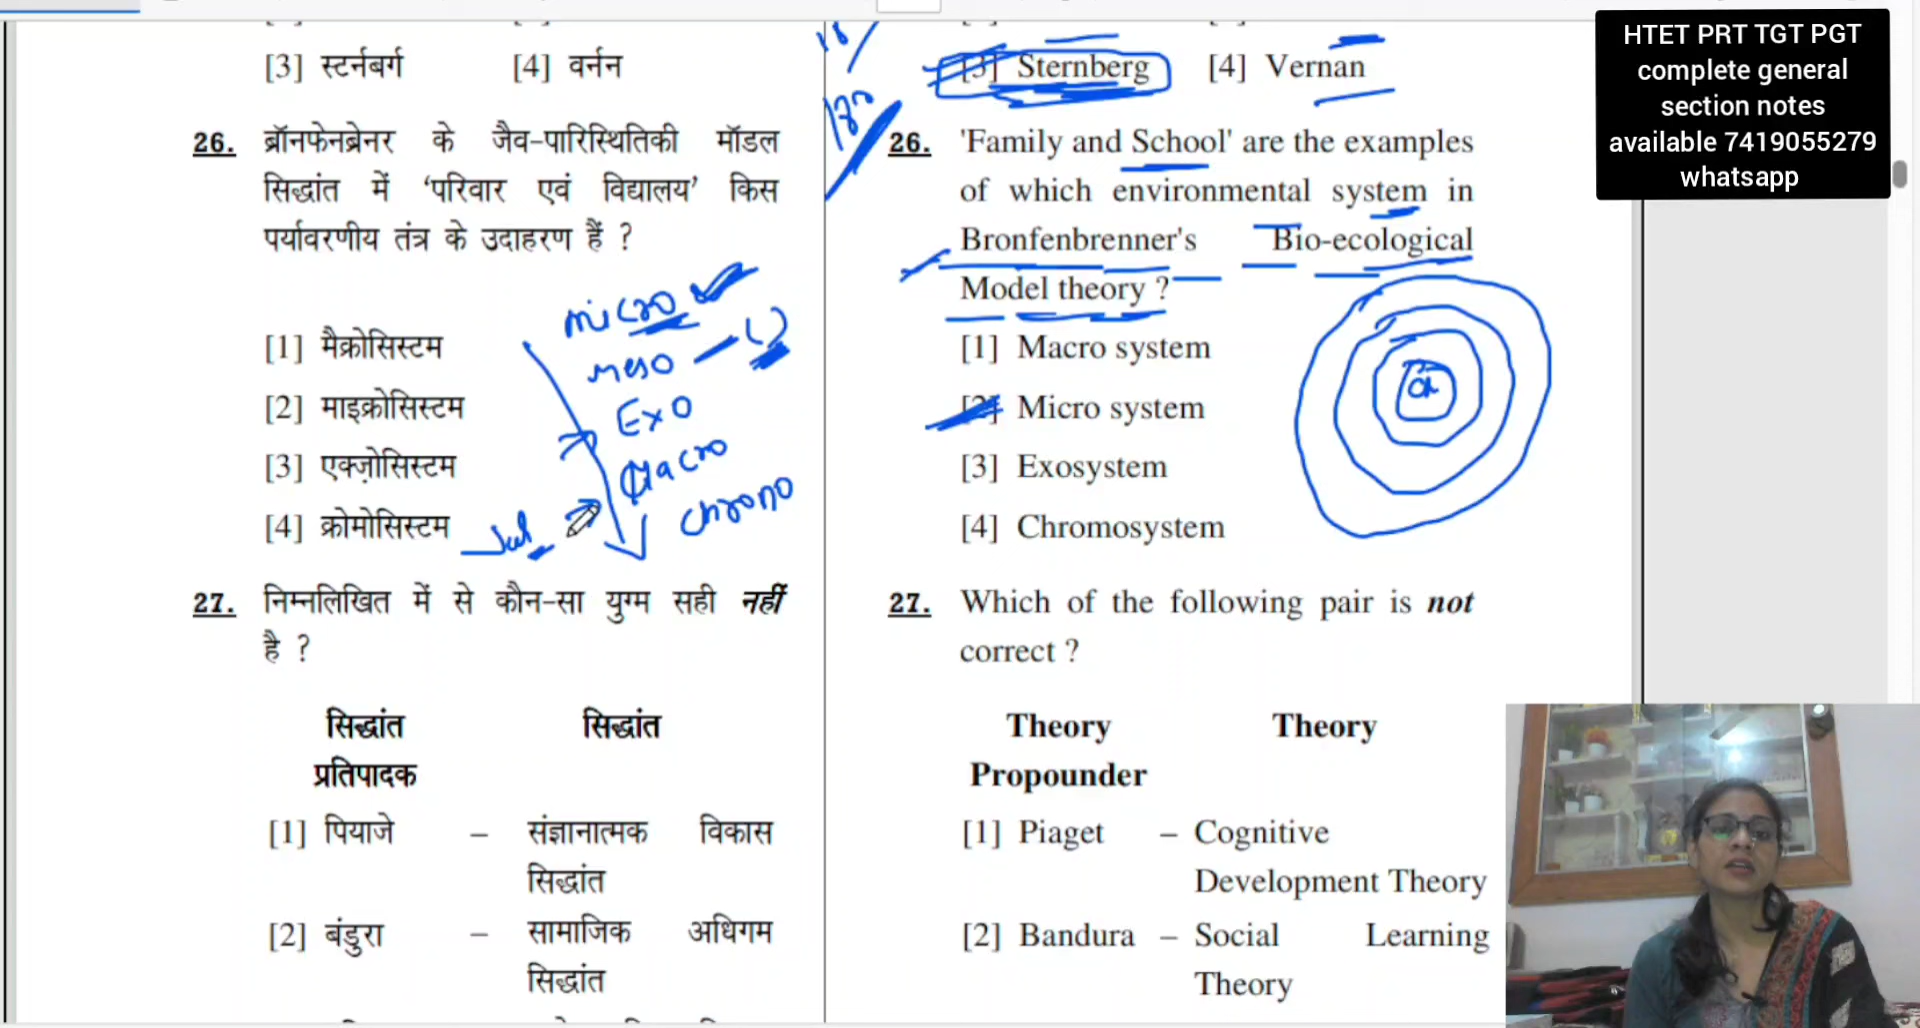 HTET PRT TGT PGT
complete general
section notes
available 7419055279
whatsapp
[3] स्टर्नबर्ग [4] वर्नन
26. ब्रॉनफेनब्रेनर के जैव-पारिस्थितिकी मॉडल
सिद्धांत में ‘परिवार एवं विद्यालय’ किस
पर्यावरणीय तंत्र के उदाहरण हैं ?
[1] मैक्रोसिस्टम
[2] माइक्रोसिस्टम
[3] एक्ज़ोसिस्टम
[4] क्रोमोसिस्टम
micro
meso
Exo
Macro
chrono
27. निम्नलिखित में से कौन-सा युग्म सही नहीं
है ?
सिद्धांत सिद्धांत
प्रतिपादक
[1] पियाजे – संज्ञानात्मक विकास
सिद्धांत
[2] बंडुरा – सामाजिक अधिगम
सिद्धांत
[3] Sternberg [4] Vernan
26. 'Family and School' are the examples
of which environmental system in
Bronfenbrenner's Bio-ecological
Model theory ?
[1] Macro system
[2] Micro system
[3] Exosystem
[4] Chromosystem
27. Which of the following pair is not
correct ?
Theory Theory
Propounder
[1] Piaget – Cognitive
Development Theory
[2] Bandura – Social Learning
Theory